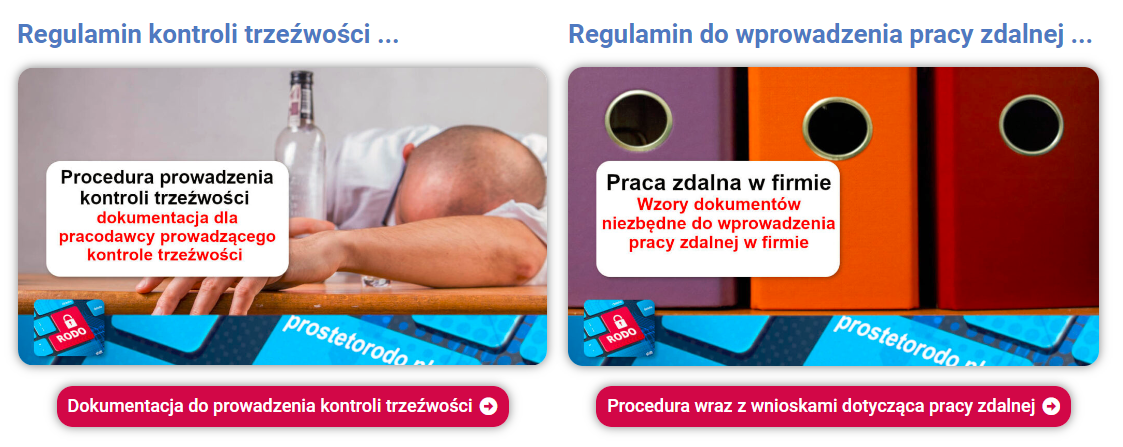 Regulamin kontroli trzeźwości ...
Procedura prowadzenia
kontroli trzeźwości
dokumentacja dla
pracodawcy prowadzącego
kontrole trzeźwości
RODO
prostetorodo.pl
Dokumentacja do prowadzenia kontroli trzeźwości
Regulamin do wprowadzenia pracy zdalnej ...
Praca zdalna w firmie
Wzory dokumentów
niezbędne do wprowadzenia
pracy zdalnej w firmie
RODO
prostetorodo.pl
Procedura wraz z wnioskami dotycząca pracy zdalnej